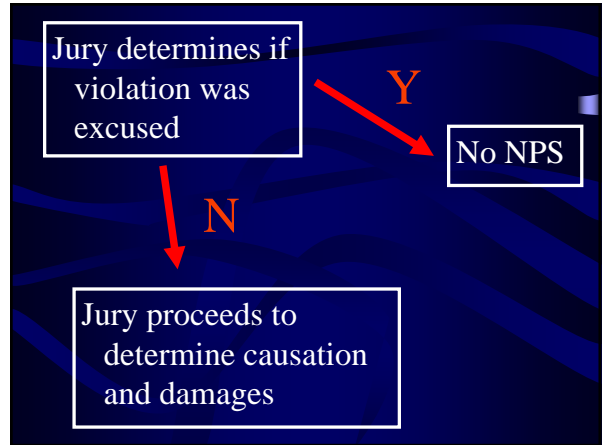 Jury determines if
violation was
excused
Y
No NPS
N
Jury proceeds to
determine causation
and damages